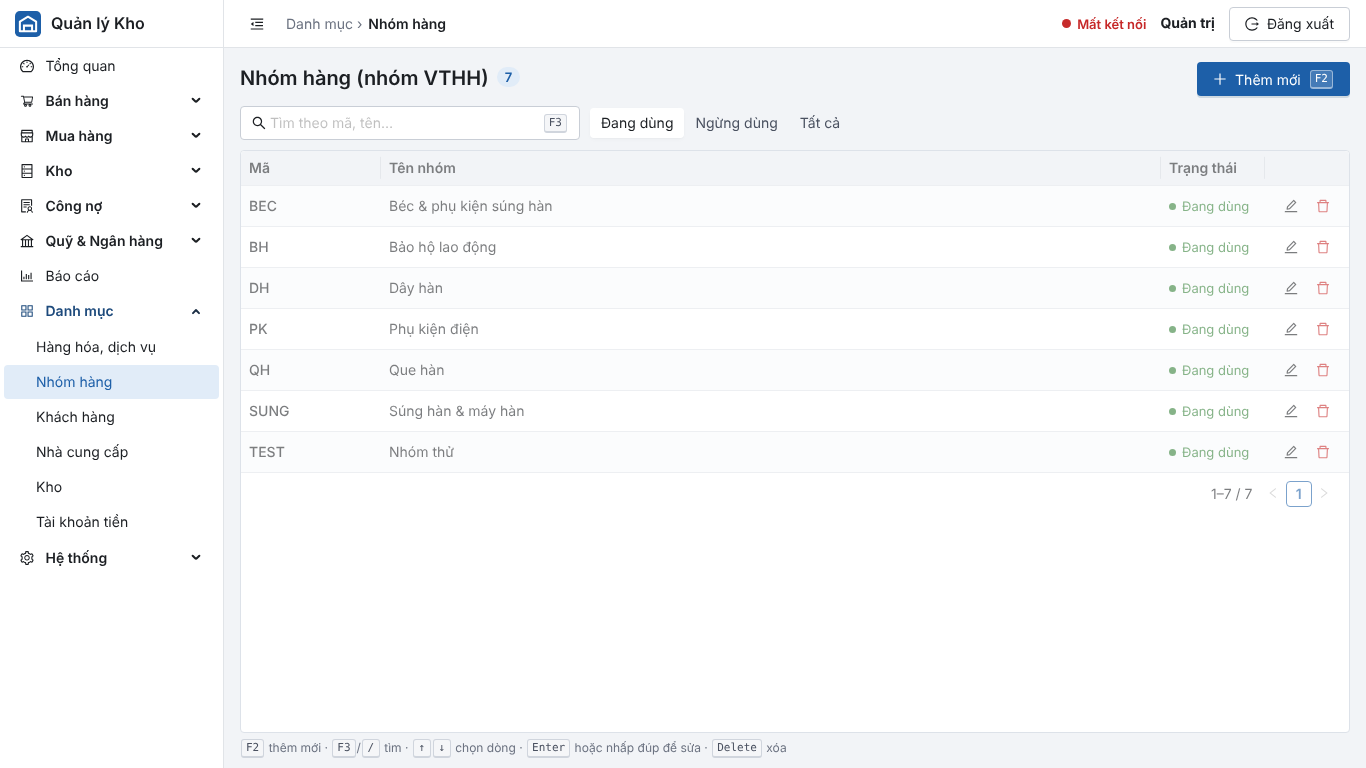 Quản lý Kho
Danh mục › Nhóm hàng
Mất kết nối Quản trị Đăng xuất
Tổng quan
Bán hàng
Mua hàng
Kho
Công nợ
Quỹ & Ngân hàng
Báo cáo
Danh mục
Hàng hóa, dịch vụ
Nhóm hàng
Khách hàng
Nhà cung cấp
Kho
Tài khoản tiền
Hệ thống
Nhóm hàng (nhóm VTHH) 7
Thêm mới F2
Tìm theo mã, tên... F3 Đang dùng Ngừng dùng Tất cả
Mã Tên nhóm Trạng thái
BEC Béc & phụ kiện súng hàn Đang dùng
BH Bảo hộ lao động Đang dùng
DH Dây hàn Đang dùng
PK Phụ kiện điện Đang dùng
QH Que hàn Đang dùng
SUNG Súng hàn & máy hàn Đang dùng
TEST Nhóm thử Đang dùng
1–7 / 7 1
F2 thêm mới · F3 / / tìm · ↑ ↓ chọn dòng · Enter hoặc nhấp đúp để sửa · Delete xóa